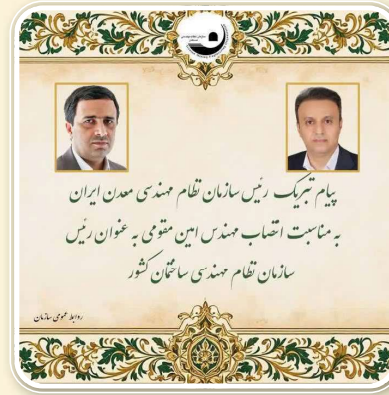 پیام تبریک رئیس سازمان نظام مهندسی معدن ایران
به مناسبت انتصاب مهندس امین مقومی به عنوان رئیس
سازمان نظام مهندسی ساختمان کشور
روابط عمومی سازمان